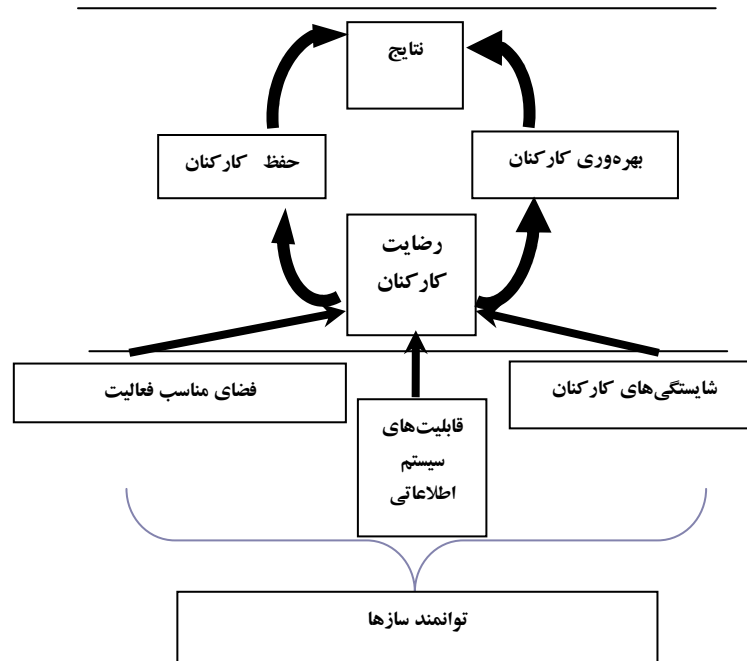 نتایج
بهره‌وری کارکنان
حفظ کارکنان
رضایت
کارکنان
شایستگی‌های کارکنان
فضای مناسب فعالیت
قابلیت‌های
سیستم
اطلاعاتی
توانمند سازها